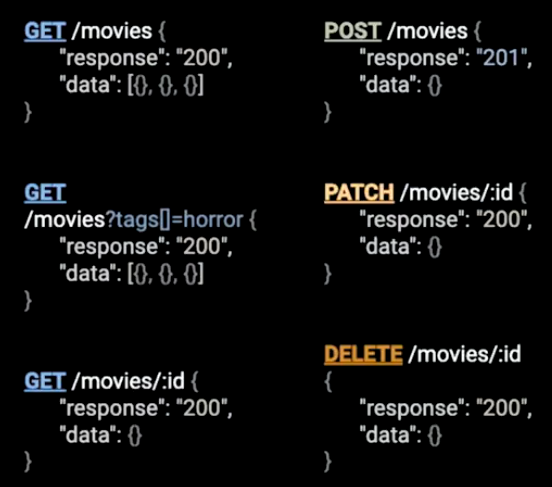 GET /movies {
"response": "200",
"data": [{}, {}, {}]
}
GET
/movies?tags[]=horror {
"response": "200",
"data": [{}, {}, {}]
}
GET /movies/:id {
"response": "200",
"data": {}
}
POST /movies {
"response": "201",
"data": {}
}
PATCH /movies/:id {
"response": "200",
"data": {}
}
DELETE /movies/:id
{
"response": "200",
"data": {}
}